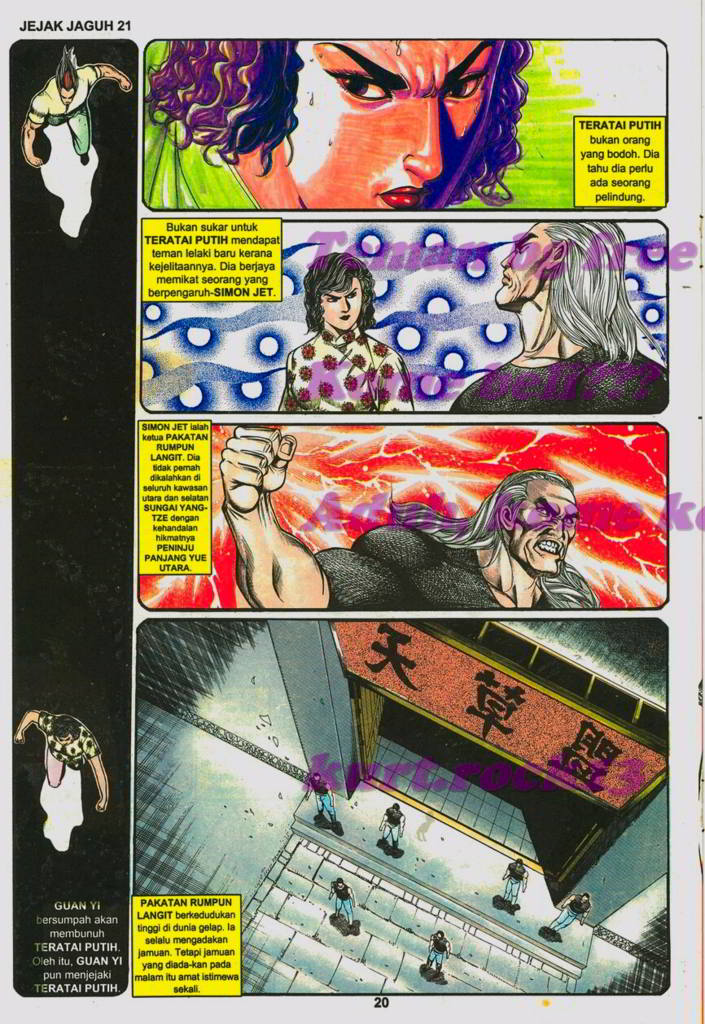 JEJAK JAGUH 21
TERATAI PUTIH
bukan orang
yang bodoh. Dia
tahu dia perlu
ada seorang
pelindung.
Bukan sukar untuk
TERATAI PUTIH mendapat
teman lelaki baru kerana
kejelitaannya. Dia berjaya
memikat seorang yang
berpengaruh-SIMON JET.
Teman by free
Kome beli???
SIMON JET ialah
ketua PAKATAN
RUMPUN
LANGIT. Dia
tidak pernah
dikalahkan di
seluruh kawasan
utara dan selatan
SUNGAI YANG-
TZE dengan
kehandalan
hikmatnya
PENINJU
PANJANG YUE
UTARA.
天草盟
GUAN YI
bersumpah akan
membunuh
TERATAI PUTIH.
Oleh itu, GUAN YI
pun menjejaki
TERATAI PUTIH.
PAKATAN RUMPUN
LANGIT berkedudukan
tinggi di dunia gelap. Ia
selalu mengadakan
jamuan. Tetapi jamuan
yang diada-kan pada
malam itu amat istimewa
sekali.
20